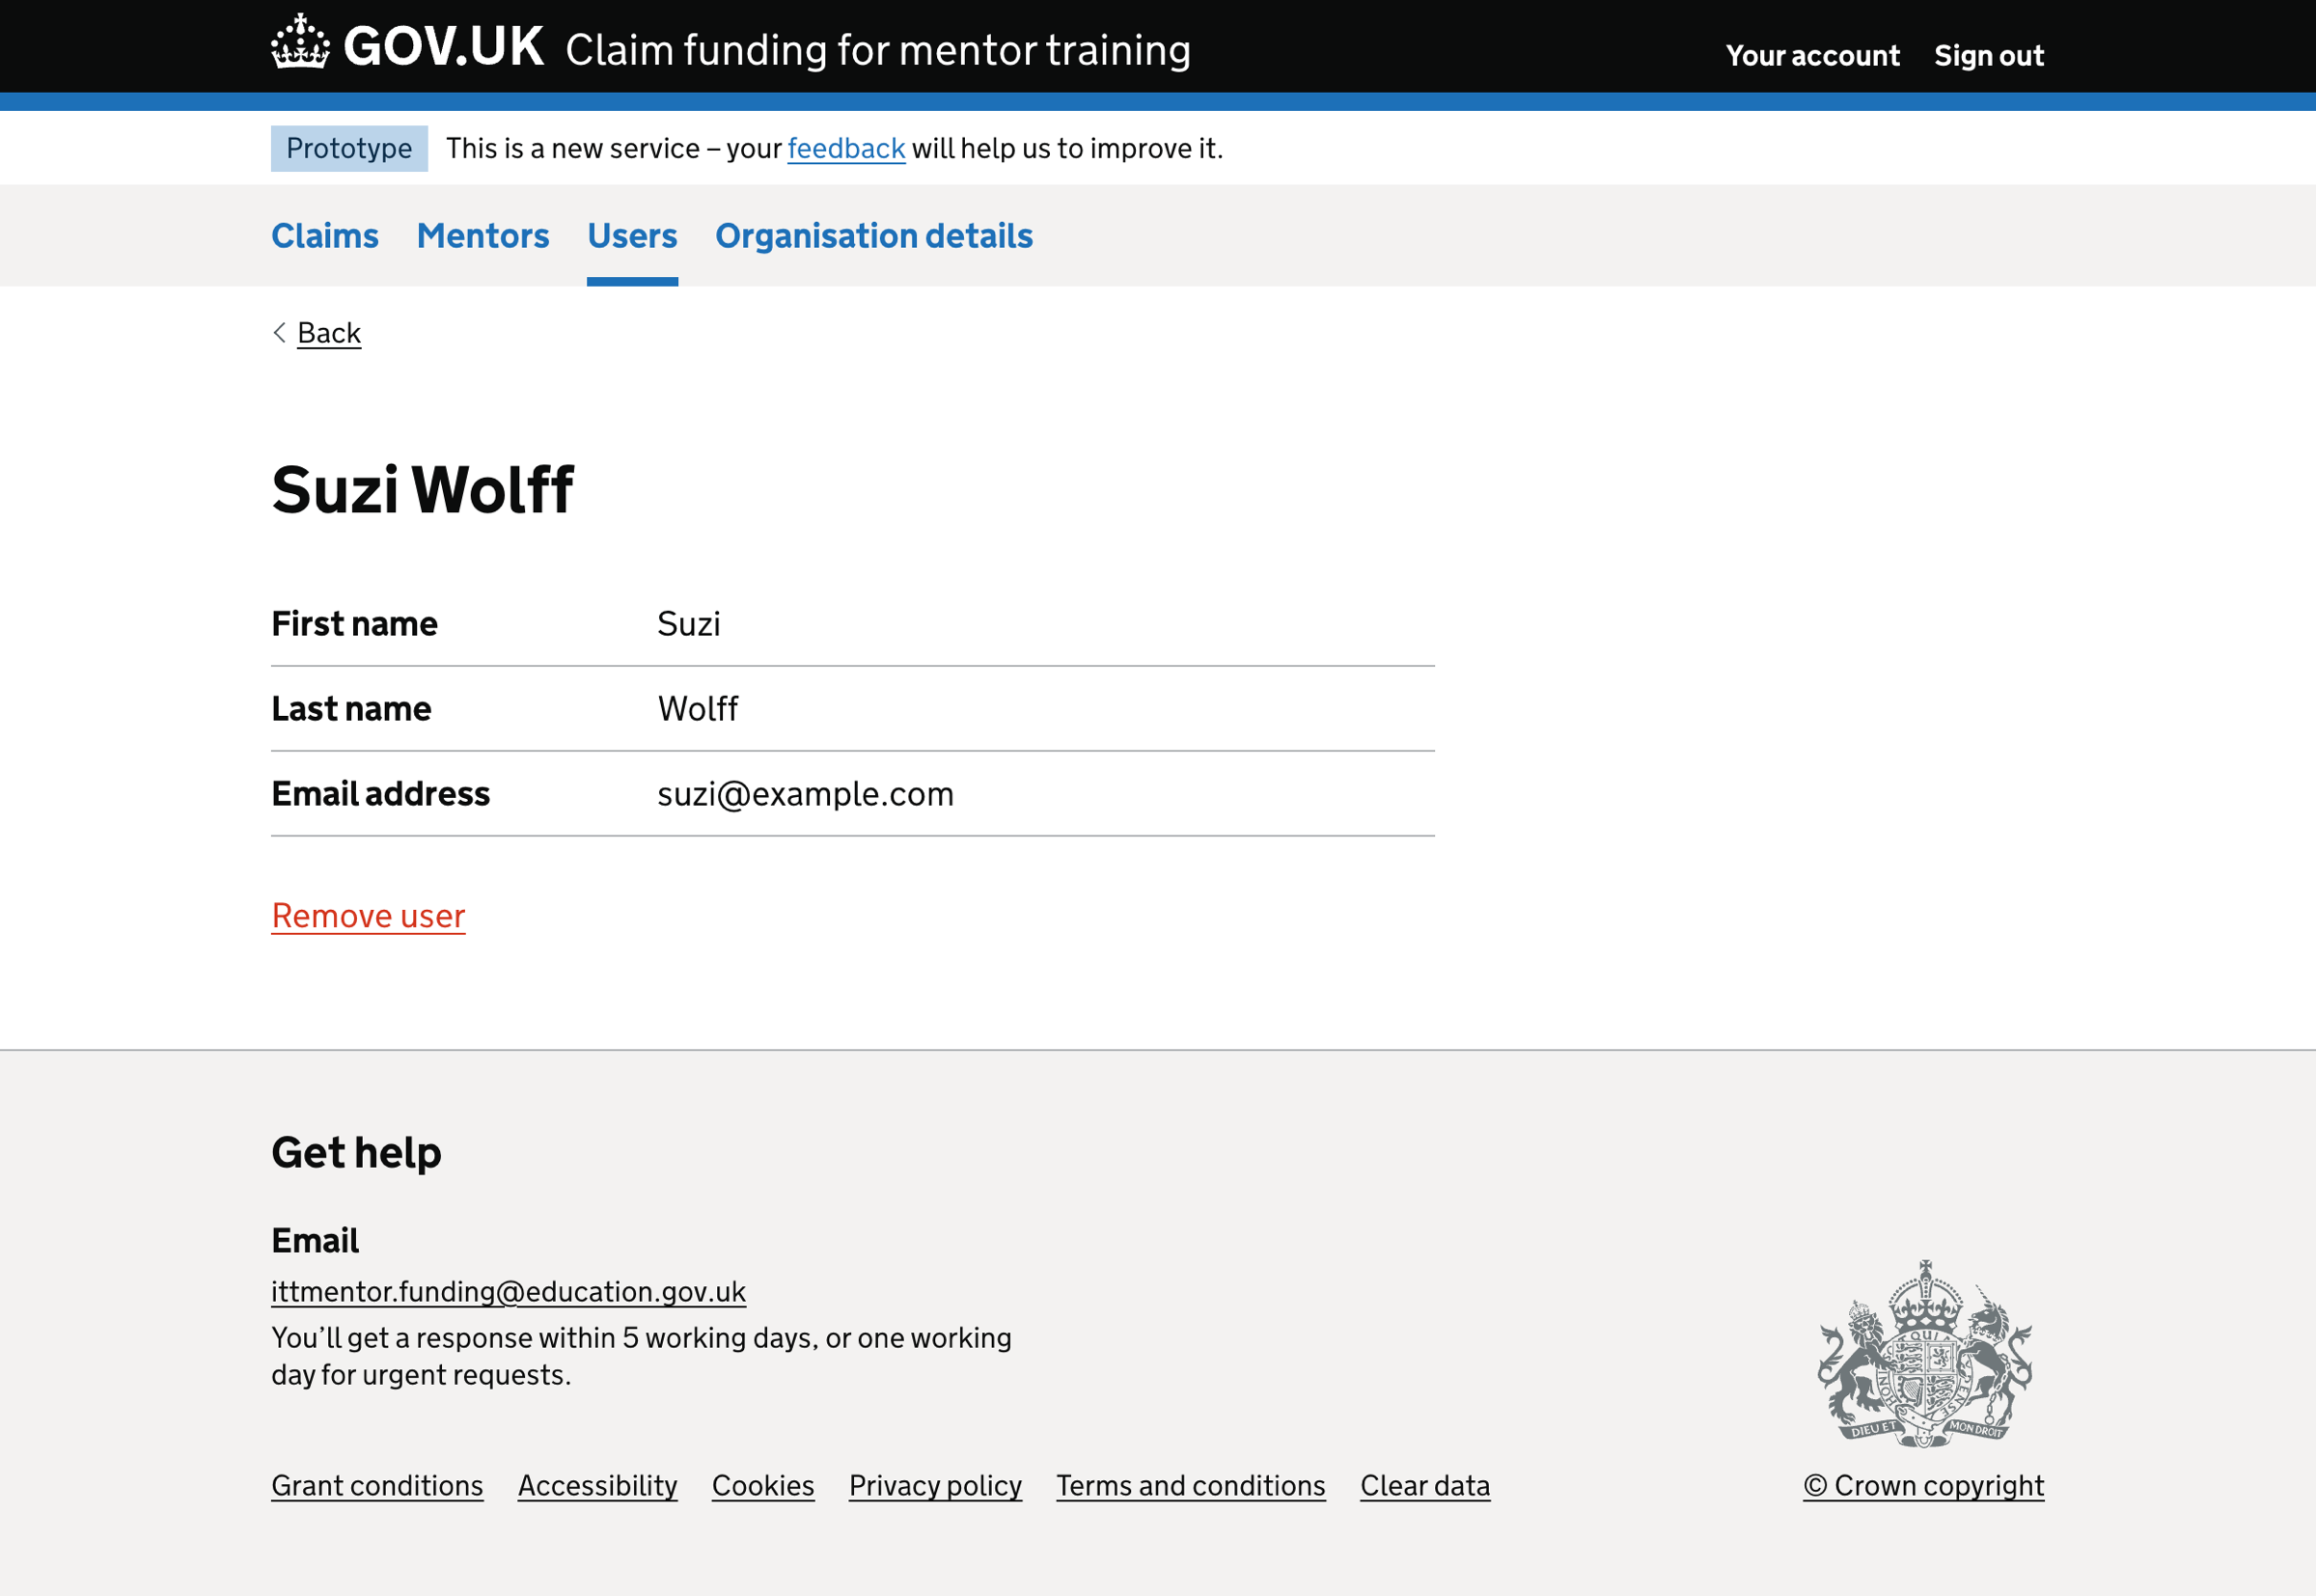 GOV.UK Claim funding for mentor training
Your account Sign out
Prototype This is a new service – your feedback will help us to improve it.
Claims Mentors Users Organisation details
Back
Suzi Wolff
First name Suzi
Last name Wolff
Email address suzi@example.com
Remove user
Get help
Email
ittmentor.funding@education.gov.uk
You’ll get a response within 5 working days, or one working
day for urgent requests.
DIEU ET MON DROIT
Grant conditions Accessibility Cookies Privacy policy Terms and conditions Clear data
© Crown copyright